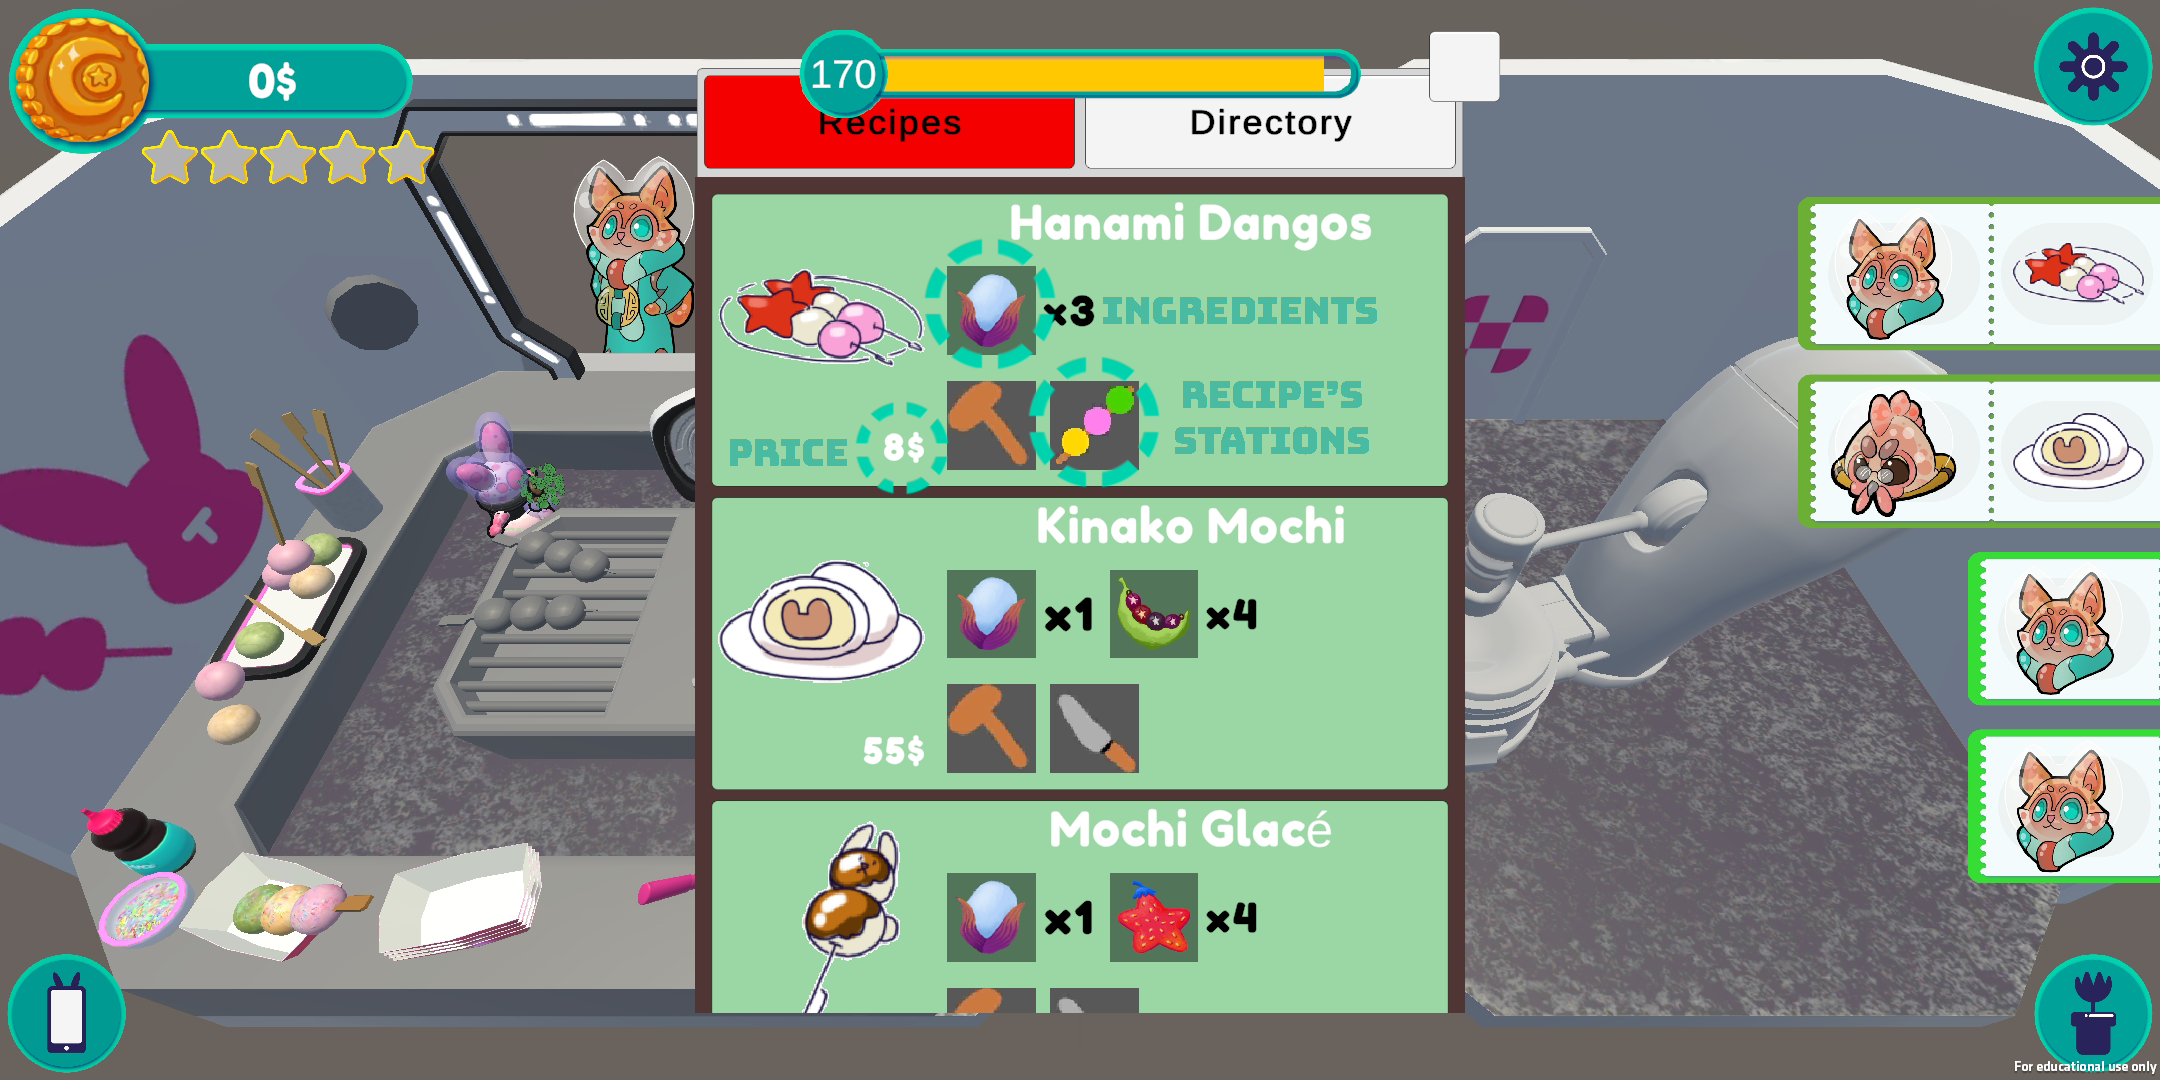 0$
170
Recipes
Directory
Hanami Dangos
x3 INGREDIENTS
RECIPE'S
STATIONS
PRICE 8$
Kinako Mochi
x1 x4
55$
Mochi Glacé
x1 x4
For educational use only